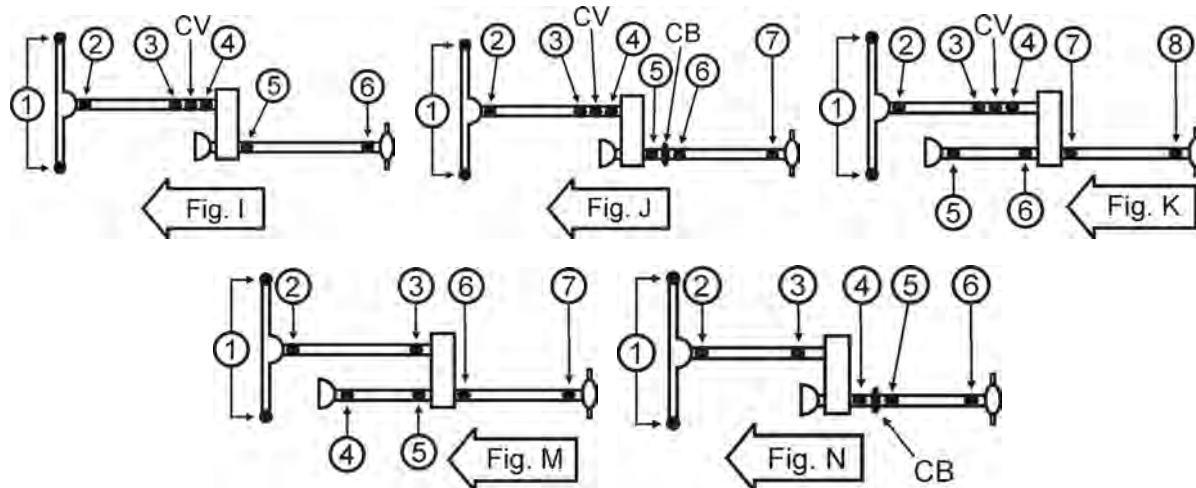 CV
2 3 4
1
5 6
Fig. I
CV
CB
2 3 4 7
1
5 6
Fig. J
CV
2 3 4 7 8
1
5 6
Fig. K
2 3 6 7
1
4 5
Fig. M
2 3 4 5 6
1
Fig. N
CB